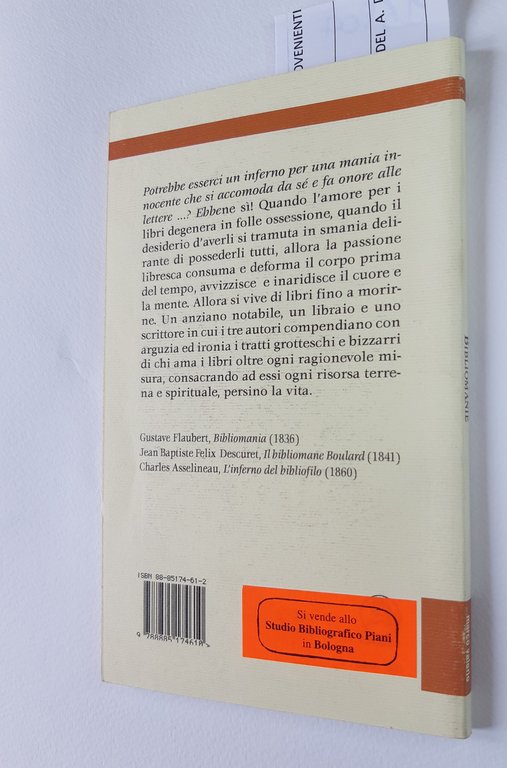 OVENIENTI
DEL A. D
Potrebbe esserci un inferno per una mania in-
nocente che si accomoda da sé e fa onore alle
lettere ...? Ebbene sì! Quando l'amore per i
libri degenera in folle ossessione, quando il
desiderio d'averli si tramuta in smania deli-
rante di possederli tutti, allora la passione
libresca consuma e deforma il corpo prima
del tempo, avvizzisce e inaridisce il cuore e
la mente. Allora si vive di libri fino a morir-
ne. Un anziano notabile, un libraio e uno
scrittore in cui i tre autori compendiano con
arguzia ed ironia i tratti grotteschi e bizzarri
di chi ama i libri oltre ogni ragionevole mi-
sura, consacrando ad essi ogni risorsa terre-
na e spirituale, persino la vita.
Gustave Flaubert, Bibliomania (1836)
Jean Baptiste Felix Descuret, Il bibliomane Boulard (1841)
Charles Asselineau, L'inferno del bibliofilo (1860)
ISBN 88-85174-61-2
Si vende allo
Studio Bibliografico Piani
in Bologna
BIBLIOMANIE